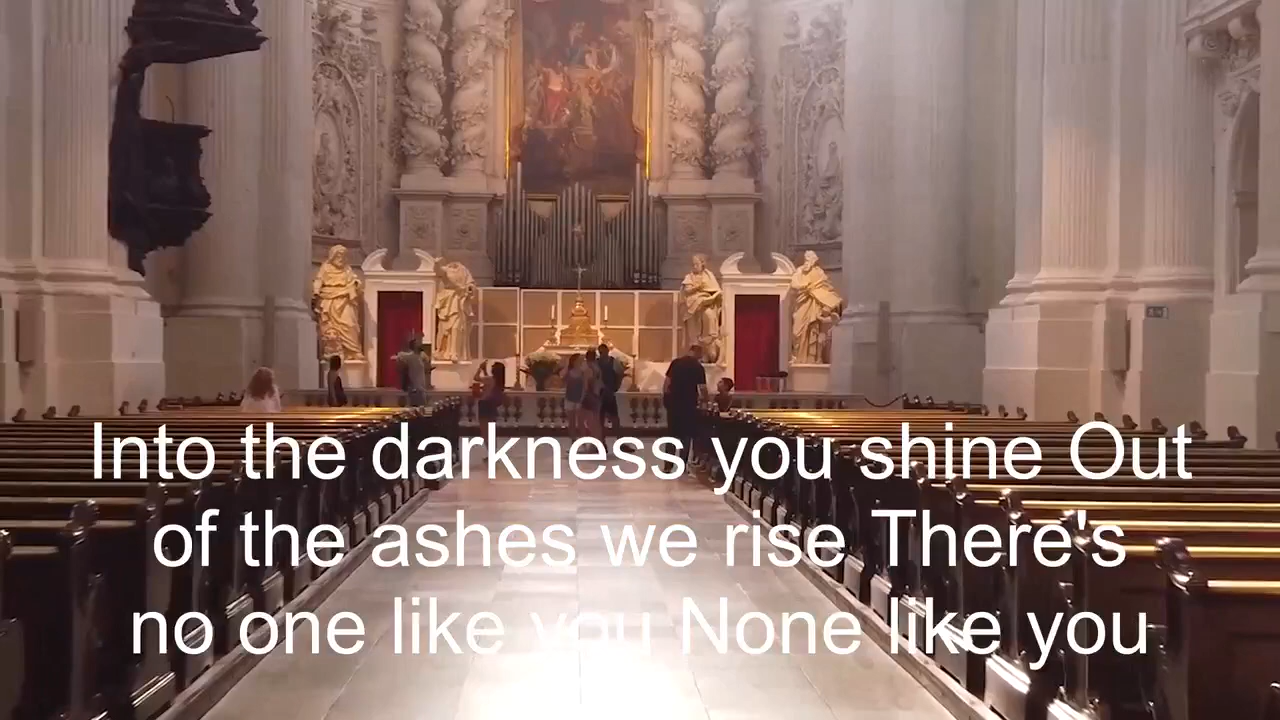 Into the darkness you shine Out
of the ashes we rise There's
no one like you None like you